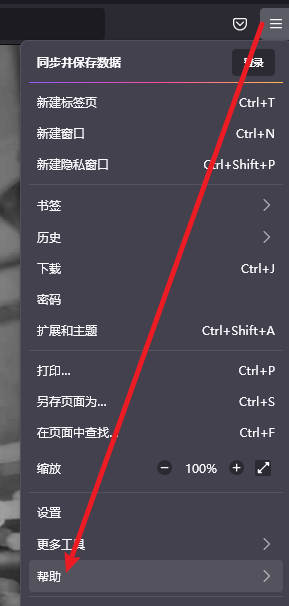 同步并保存数据 登录
新建标签页 Ctrl+T
新建窗口 Ctrl+N
新建隐私窗口 Ctrl+Shift+P
书签
历史
下载 Ctrl+J
密码
扩展和主题 Ctrl+Shift+A
打印... Ctrl+P
另存页面为... Ctrl+S
在页面中查找... Ctrl+F
缩放 100%
设置
更多工具
帮助